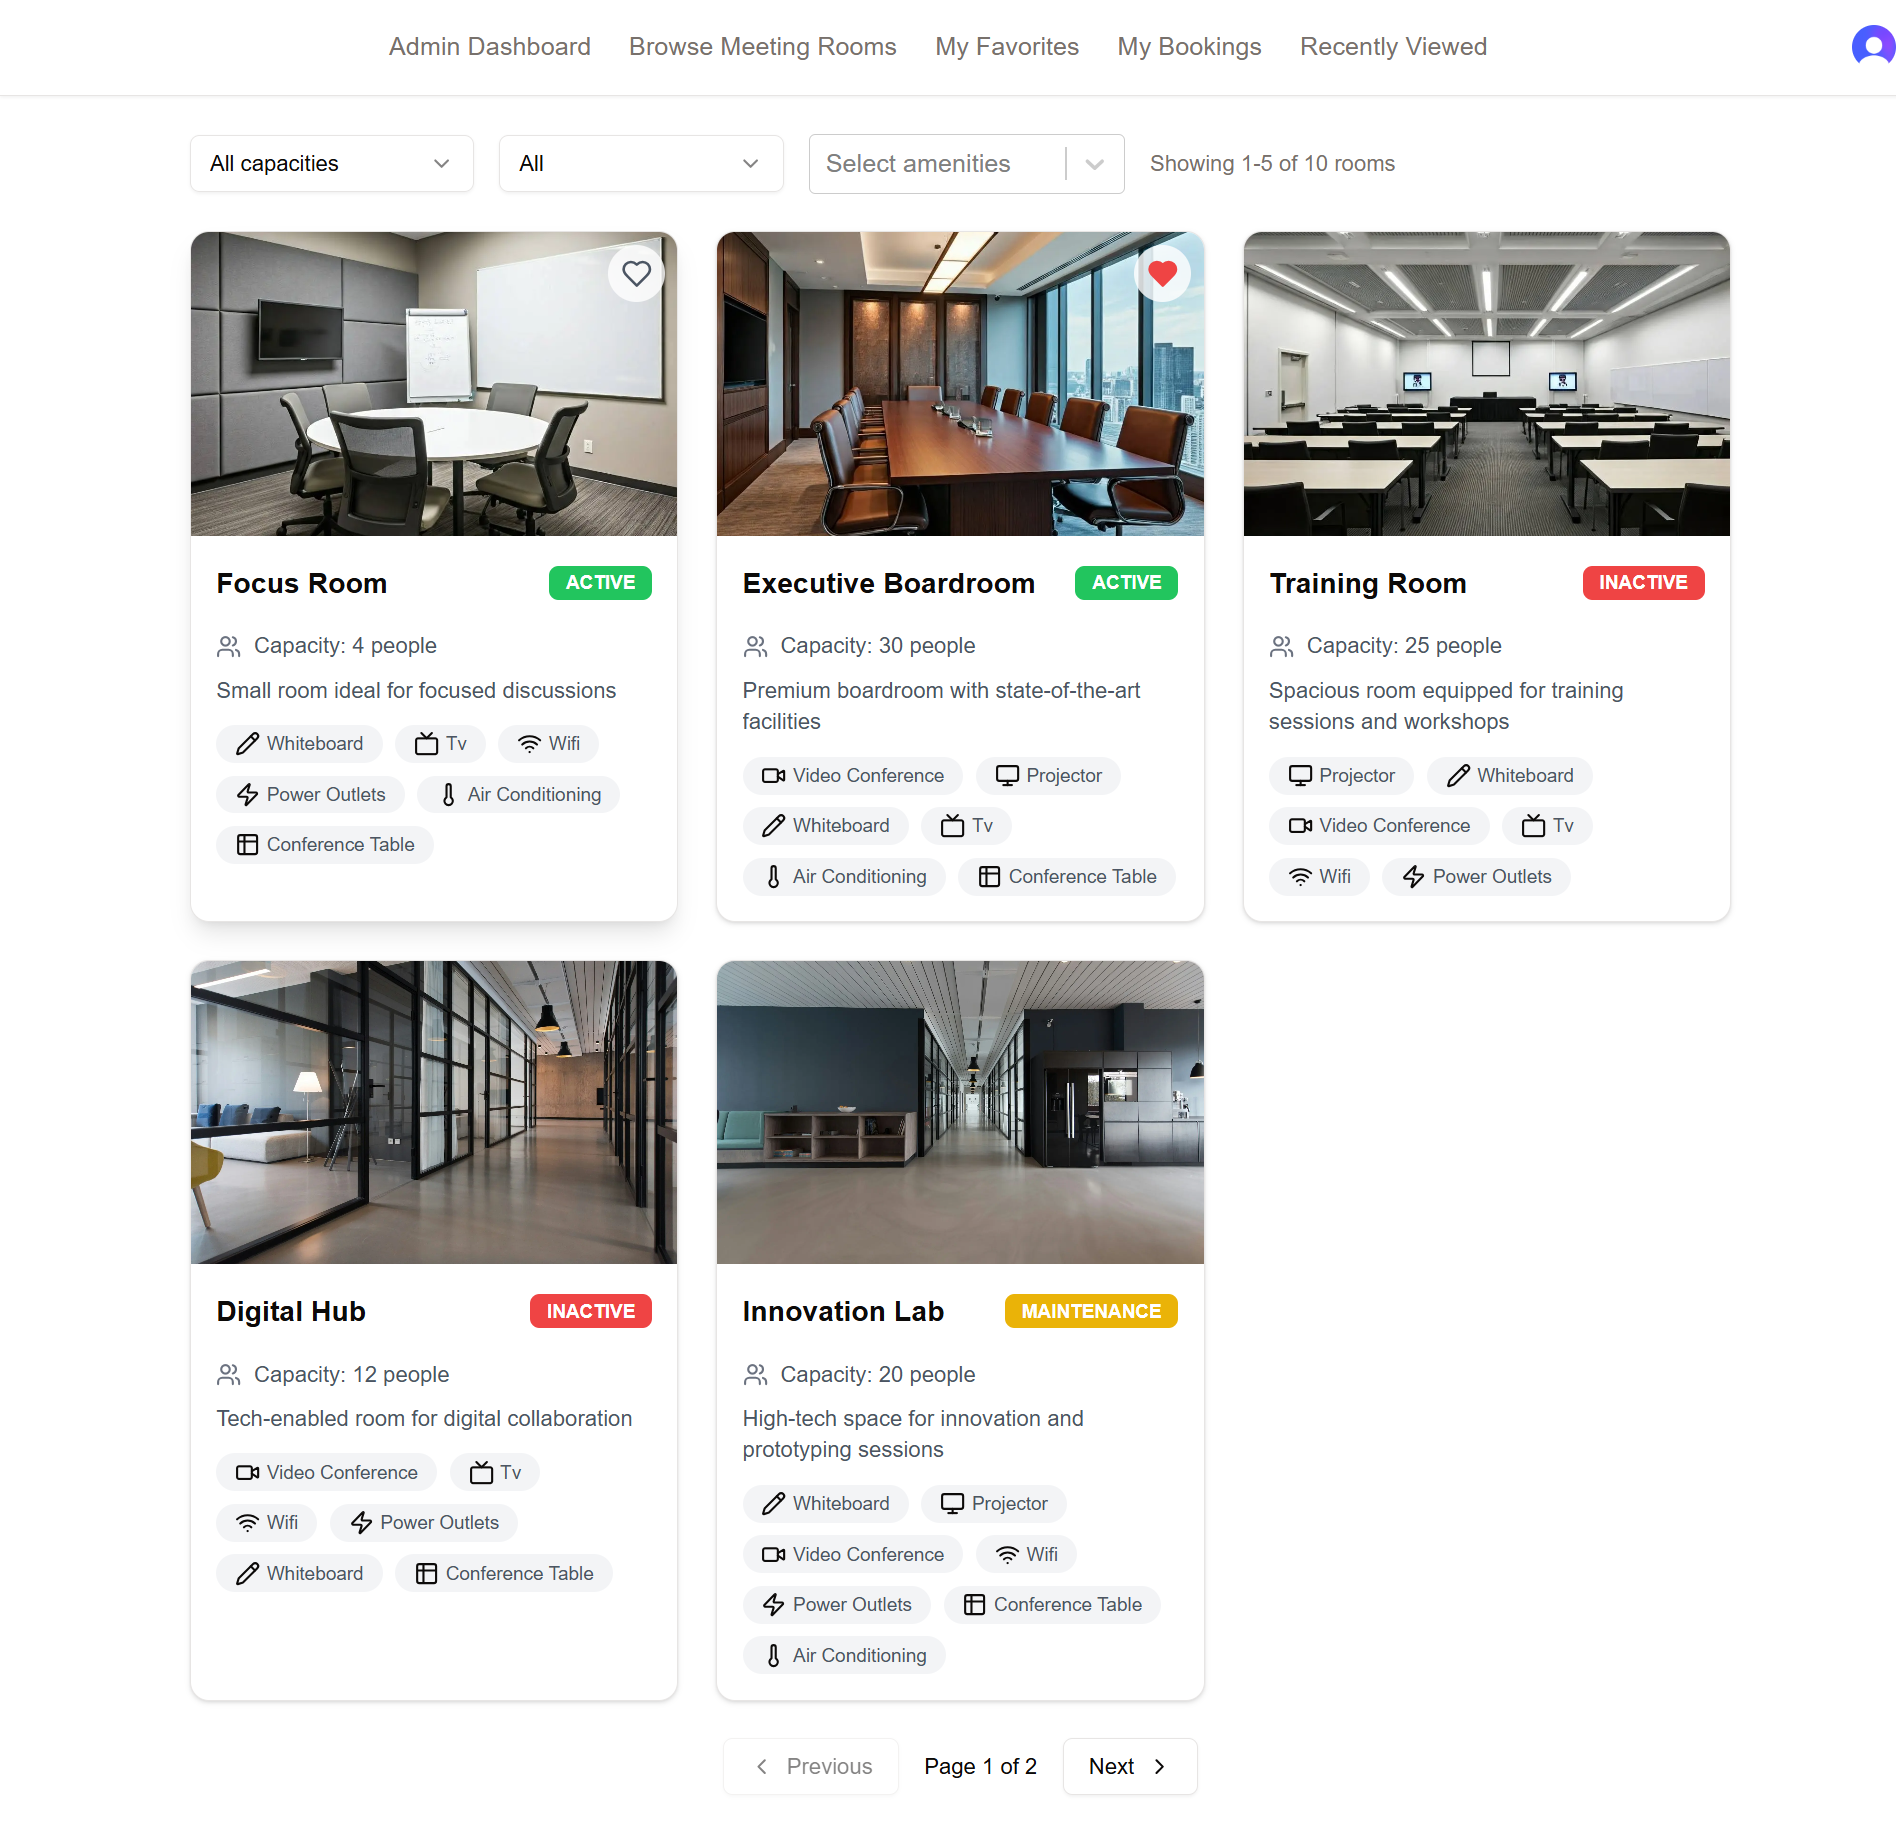 Admin Dashboard Browse Meeting Rooms My Favorites My Bookings Recently Viewed
All capacities All Select amenities Showing 1-5 of 10 rooms
Focus Room ACTIVE
Capacity: 4 people
Small room ideal for focused discussions
Whiteboard Tv Wifi
Power Outlets Air Conditioning
Conference Table
Executive Boardroom ACTIVE
Capacity: 30 people
Premium boardroom with state-of-the-art
facilities
Video Conference Projector
Whiteboard Tv
Air Conditioning Conference Table
Training Room INACTIVE
Capacity: 25 people
Spacious room equipped for training
sessions and workshops
Projector Whiteboard
Video Conference Tv
Wifi Power Outlets
Digital Hub INACTIVE
Capacity: 12 people
Tech-enabled room for digital collaboration
Video Conference Tv
Wifi Power Outlets
Whiteboard Conference Table
Innovation Lab MAINTENANCE
Capacity: 20 people
High-tech space for innovation and
prototyping sessions
Whiteboard Projector
Video Conference Wifi
Power Outlets Conference Table
Air Conditioning
Previous Page 1 of 2 Next